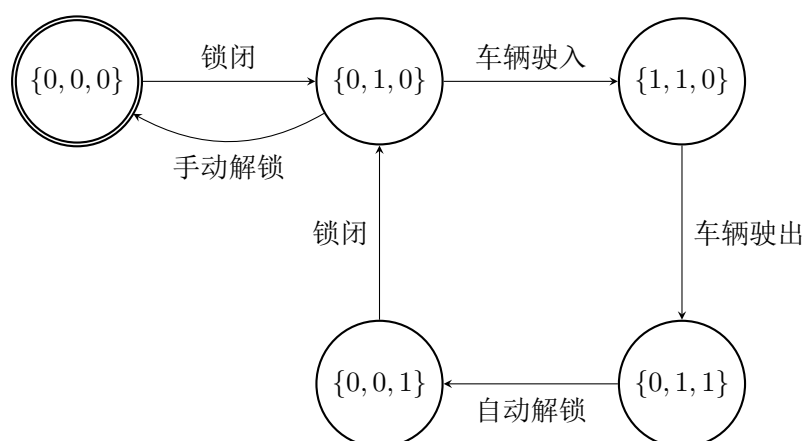 锁闭
{0, 0, 0}
{0, 1, 0}
车辆驶入
{1, 1, 0}
手动解锁
锁闭
车辆驶出
{0, 0, 1}
自动解锁
{0, 1, 1}